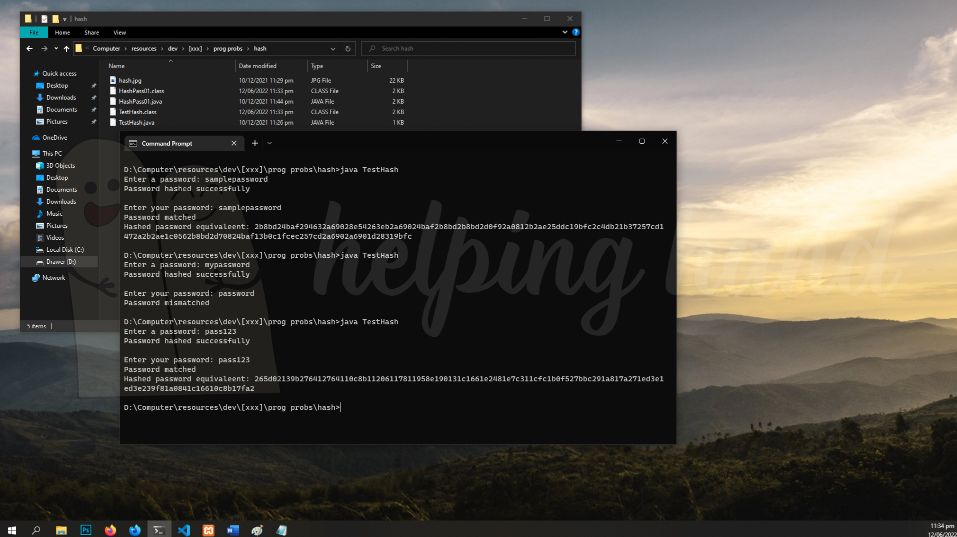 hash
File Home Share View
Computer > resources > dev > [xxx] > prog probs > hash
Search hash
Name Date modified Type Size
Quick access
Desktop
Downloads
Documents
Pictures
OneDrive
This PC
3D Objects
Desktop
Documents
Downloads
Music
Pictures
Videos
Local Disk (C:)
Drawer (D:)
Network
hash.jpg 10/12/2021 11:29 pm JPG File 22 KB
HashPass01.class 12/06/2022 11:33 pm CLASS File 2 KB
HashPass01.java 10/12/2021 11:44 pm JAVA File 2 KB
TestHash.class 12/06/2022 11:33 pm CLASS File 2 KB
TestHash.java 10/12/2021 11:26 pm JAVA File 1 KB
5 items
Command Prompt
D:\Computer\resources\dev\[xxx]\prog probs\hash>java TestHash
Enter a password: samplepassword
Password hashed successfully
Enter your password: samplepassword
Password matched
Hashed password equivaleent: 2b8bd24baf294632a69028e54263eb2a69024baf2b8bd2b8bd2d0f92a0812b2ae25ddc19bfc2c4db21b37257cd1
472a2b2ae1c0562b8bd2d70824baf13b0c1fcec257cd2a6902a6901d28319bfc
D:\Computer\resources\dev\[xxx]\prog probs\hash>java TestHash
Enter a password: mypassword
Password hashed successfully
Enter your password: password
Password mismatched
D:\Computer\resources\dev\[xxx]\prog probs\hash>java TestHash
Enter a password: pass123
Password hashed successfully
Enter your password: pass123
Password matched
Hashed password equivaleent: 265d02139b276412764110c8b11206117811958e190131c1661e2481e7c311cfc1b0f527bbc291a817a271ed3e1
ed3e239f81a0841c16610c8b17fa2
D:\Computer\resources\dev\[xxx]\prog probs\hash>
helping
11:34 pm
12/06/2022